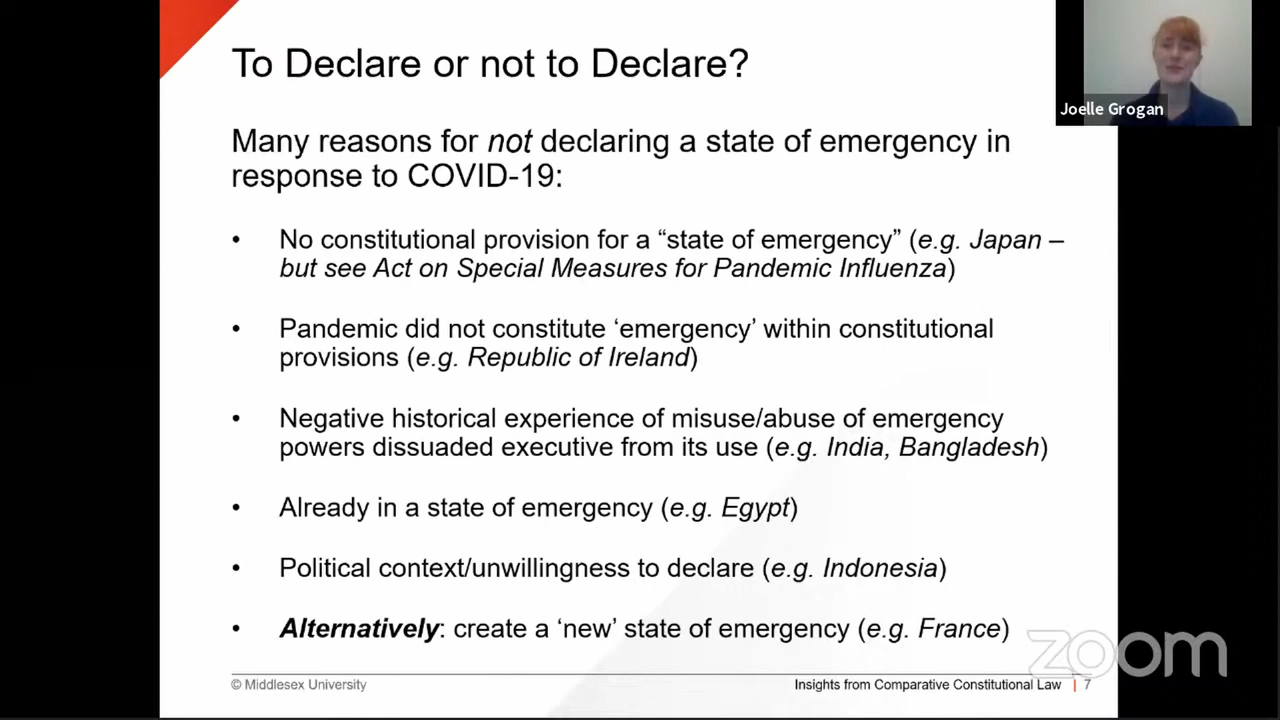 To Declare or not to Declare?
Joelle Grogan
Many reasons for not declaring a state of emergency in
response to COVID-19:
• No constitutional provision for a “state of emergency” (e.g. Japan –
but see Act on Special Measures for Pandemic Influenza)
• Pandemic did not constitute ‘emergency’ within constitutional
provisions (e.g. Republic of Ireland)
• Negative historical experience of misuse/abuse of emergency
powers dissuaded executive from its use (e.g. India, Bangladesh)
• Already in a state of emergency (e.g. Egypt)
• Political context/unwillingness to declare (e.g. Indonesia)
• Alternatively: create a ‘new’ state of emergency (e.g. France)
zoom
© Middlesex University
Insights from Comparative Constitutional Law | 7